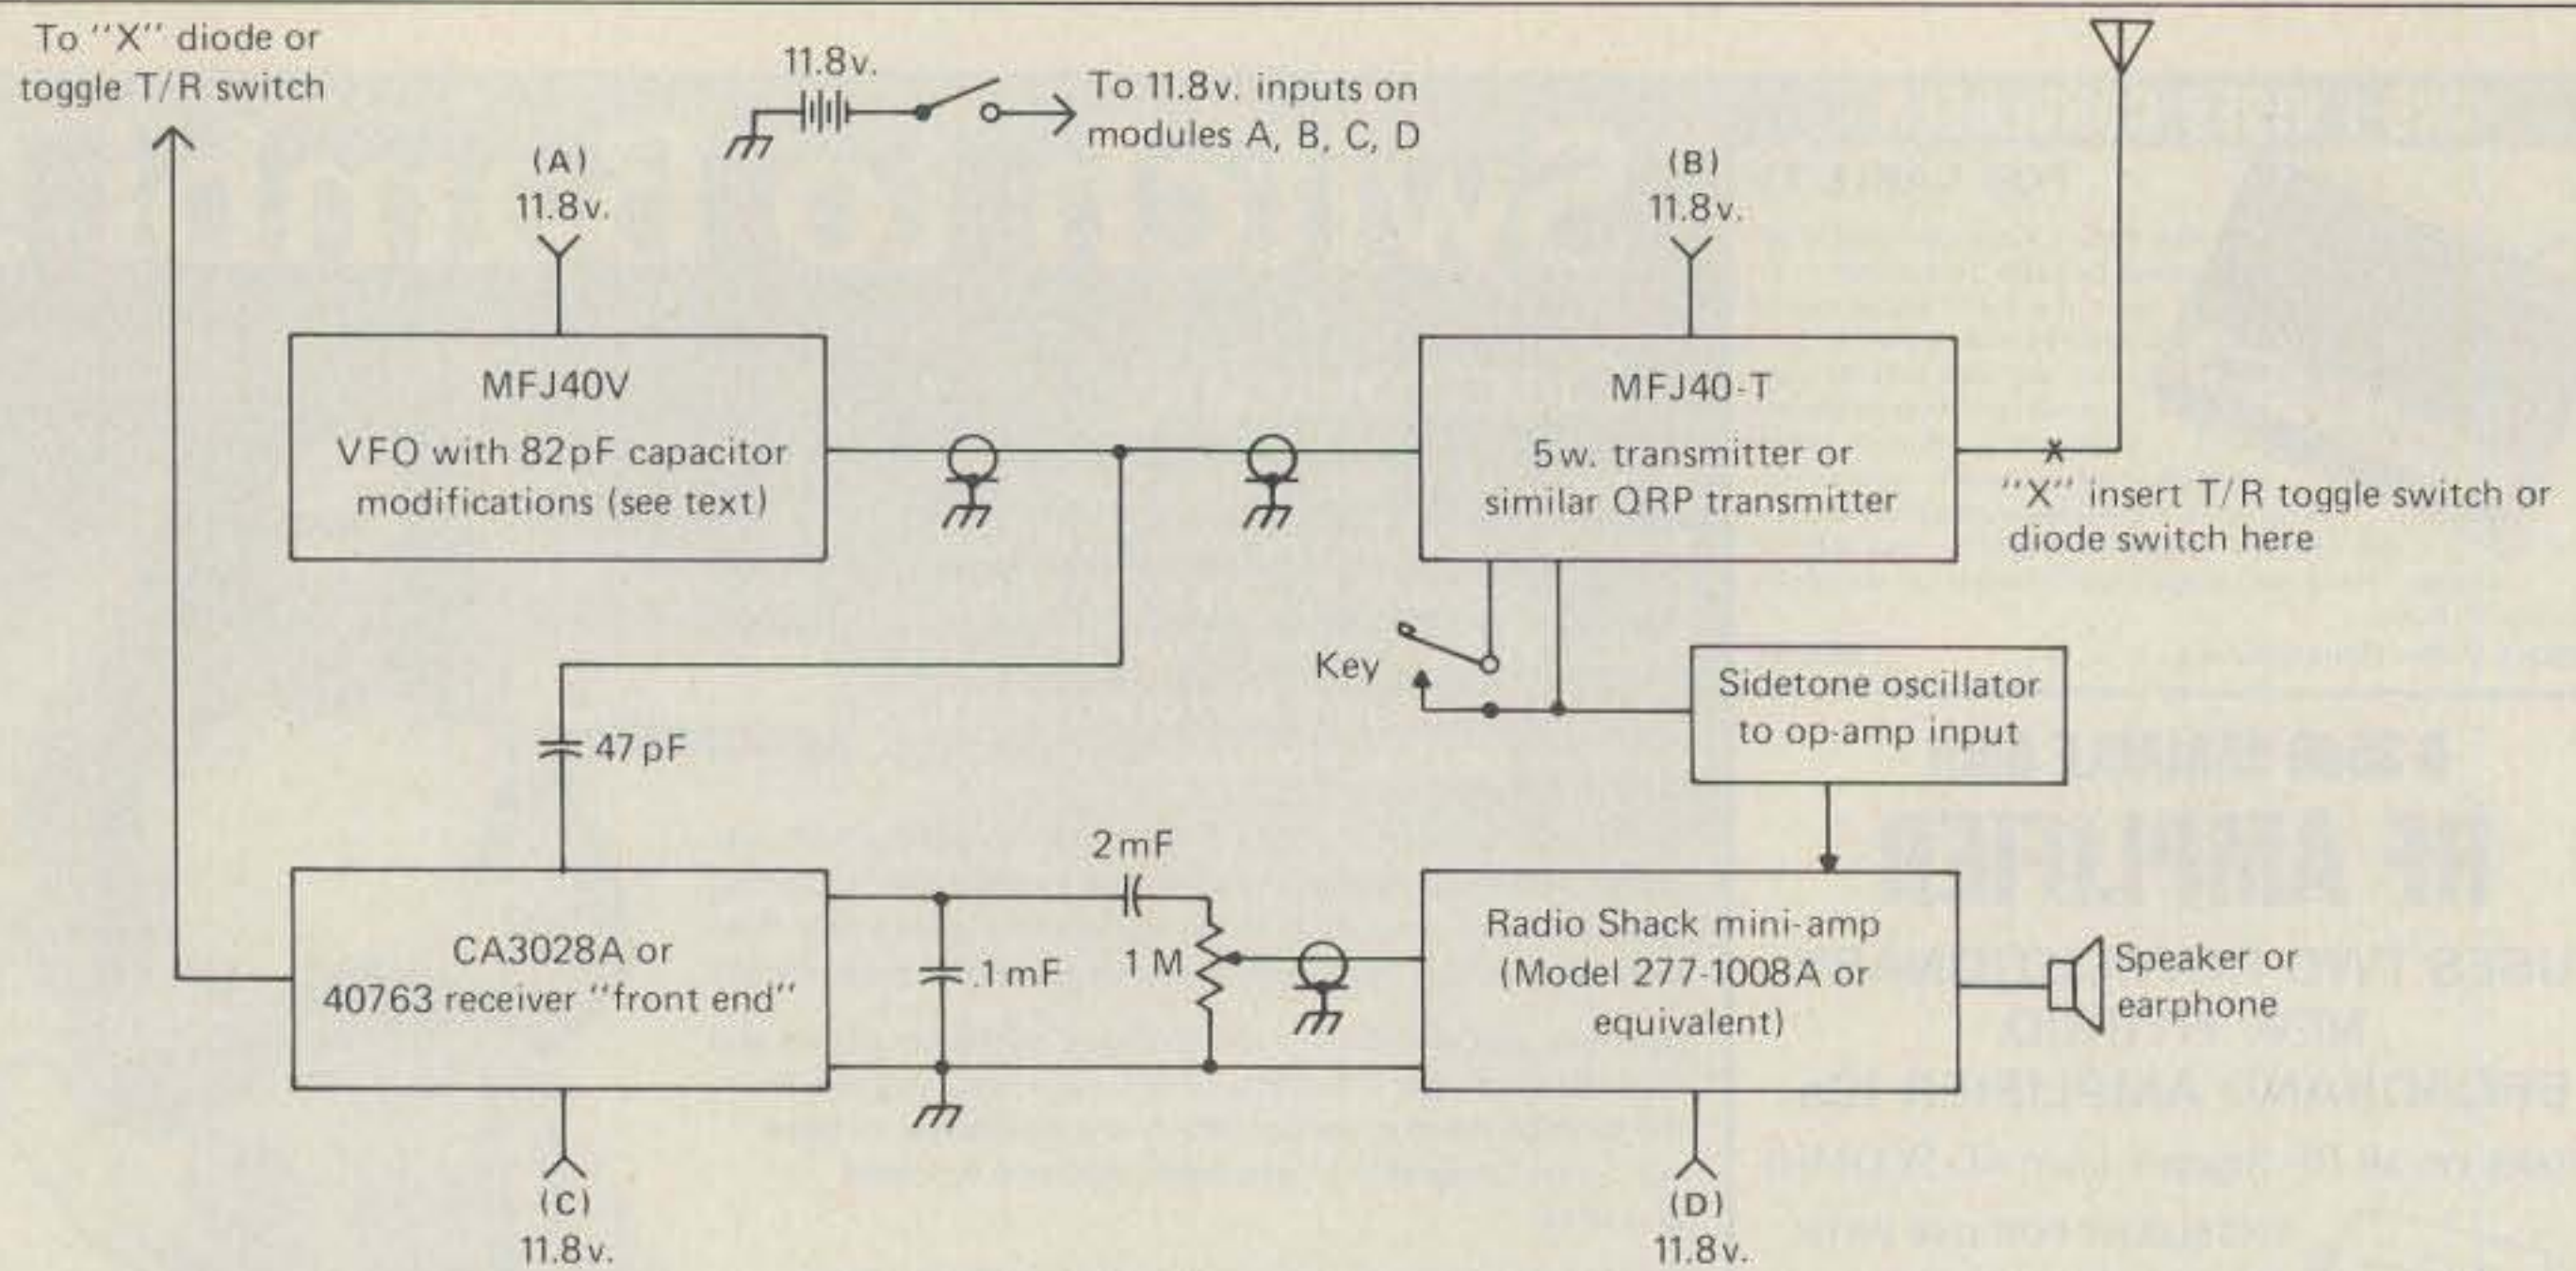 To "X" diode or
toggle T/R switch
11.8v.
To 11.8v. inputs on
modules A, B, C, D
(A)
11.8v.
(B)
11.8v.
MFJ40V
VFO with 82pF capacitor
modifications (see text)
MFJ40-T
5w. transmitter or
similar QRP transmitter
"X" insert T/R toggle switch or
diode switch here
Key
Sidetone oscillator
to op-amp input
47pF
2mF
CA3028A or
40763 receiver "front end"
.1mF
1M
Radio Shack mini-amp
(Model 277-1008A or
equivalent)
Speaker or
earphone
(C)
11.8v.
(D)
11.8v.